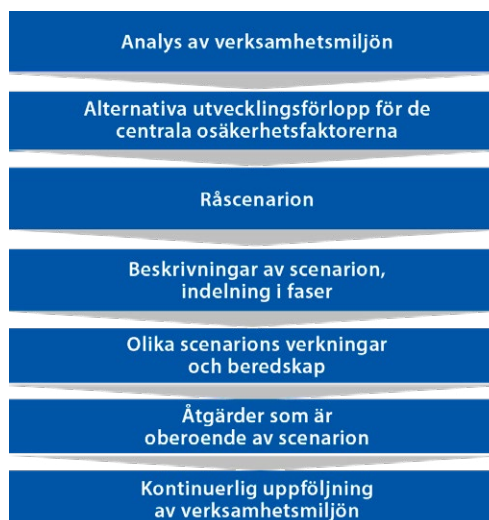 Analys av verksamhetsmiljön
Alternativa utvecklingsförlopp för de
centrala osäkerhetsfaktorerna
Råscenarion
Beskrivningar av scenarion,
indelning i faser
Olika scenarions verkningar
och beredskap
Åtgärder som är
oberoende av scenarion
Kontinuerlig uppföljning
av verksamhetsmiljön